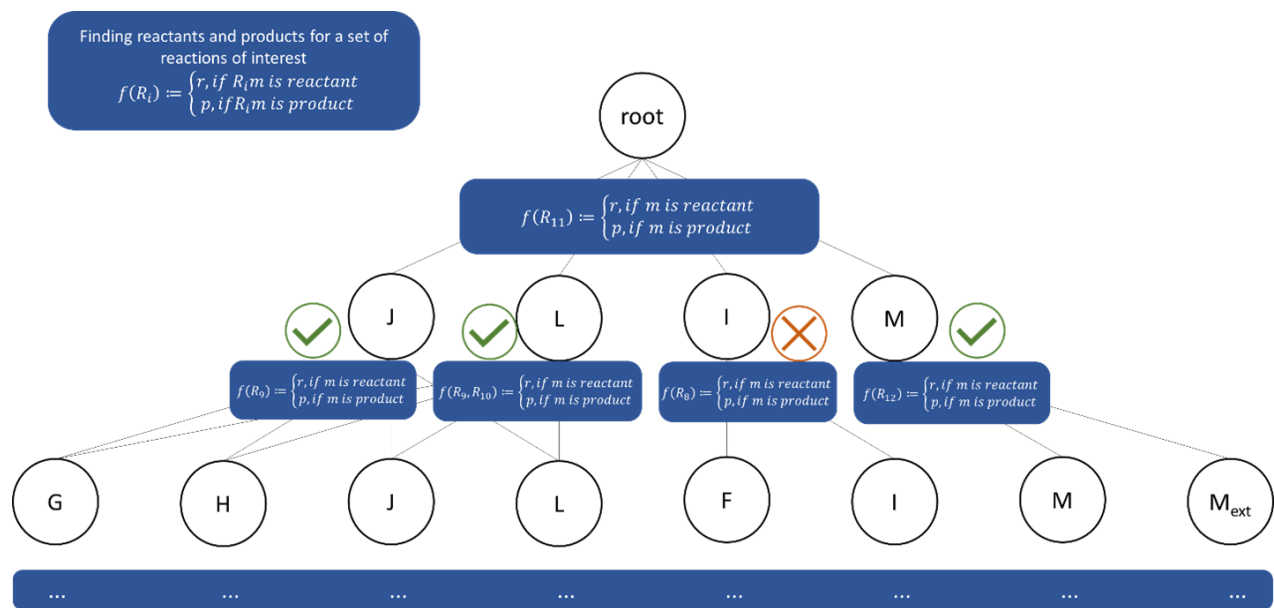 Finding reactants and products for a set of
reactions of interest
f(R_i) := {r, if R_i m is reactant
p, if R_i m is product
root
f(R_11) := {r, if m is reactant
p, if m is product
J
L
I
M
f(R_9) := {r, if m is reactant
p, if m is product
f(R_9, R_10) := {r, if m is reactant
p, if m is product
f(R_8) := {r, if m is reactant
p, if m is product
f(R_12) := {r, if m is reactant
p, if m is product
G
H
J
L
F
I
M
M_ext
... ... ... ... ... ... ... ...